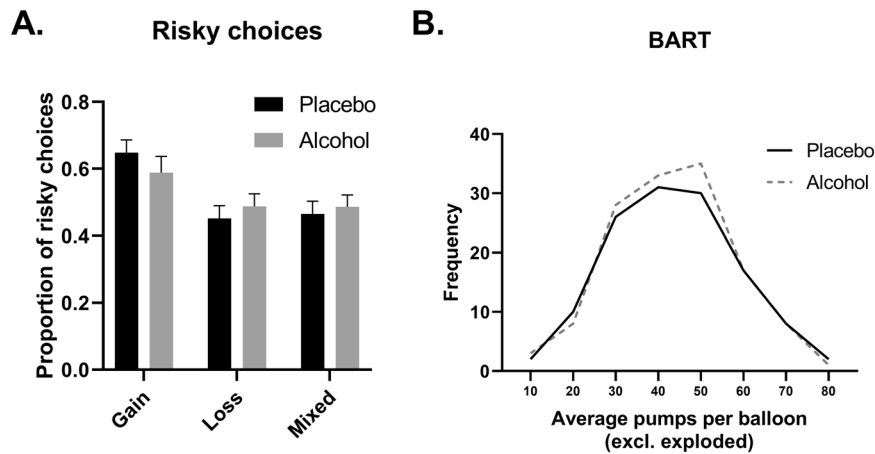 A.
Risky choices
Proportion of risky choices
0.8
0.6
0.4
0.2
0.0
Placebo
Alcohol
Gain
Loss
Mixed
B.
BART
Frequency
40
30
20
10
0
Placebo
Alcohol
10 20 30 40 50 60 70 80
Average pumps per balloon
(excl. exploded)